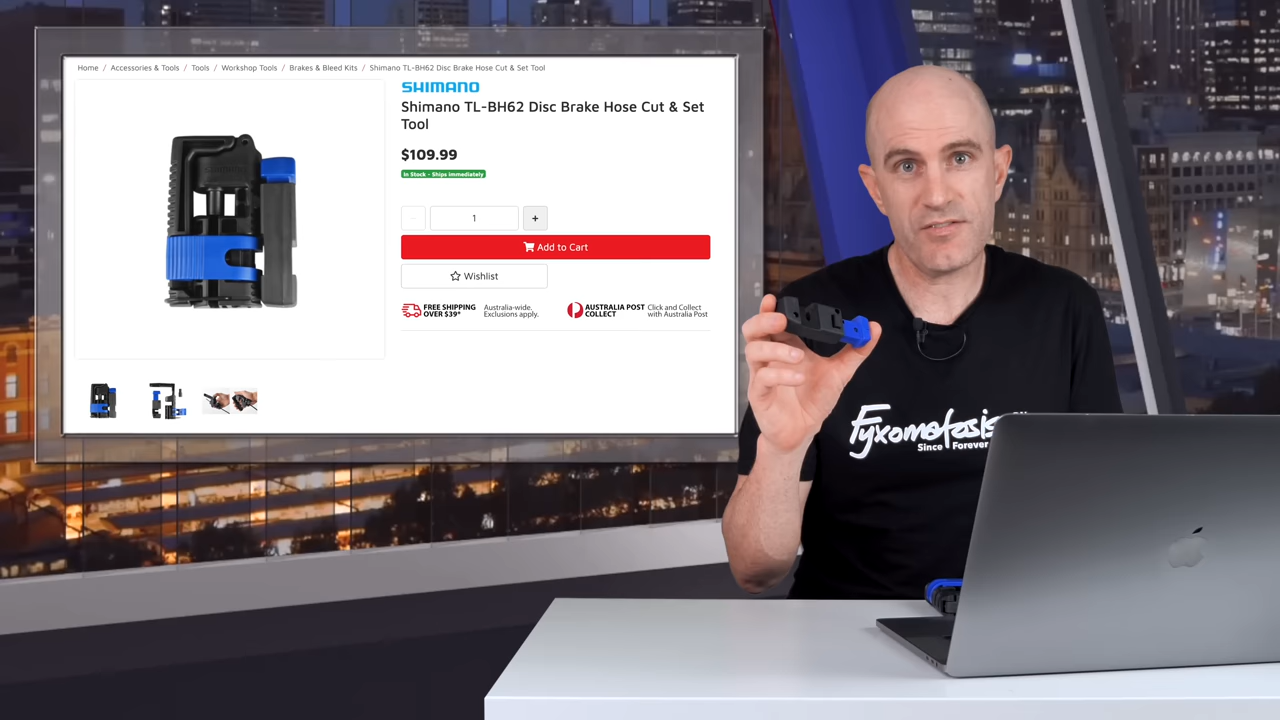 Home / Accessories & Tools / Tools / Workshop Tools / Brakes & Bleed Kits / Shimano TL-BH62 Disc Brake Hose Cut & Set Tool
SHIMANO
Shimano TL-BH62 Disc Brake Hose Cut & Set
Tool
$109.99
In Stock - Ships immediately
- 1 +
Add to Cart
Wishlist
FREE SHIPPING
OVER $39*
Australia-wide.
Exclusions apply.
AUSTRALIA POST
COLLECT
Click and Collect
with Australia Post
Fyxomatosis
Since Forever